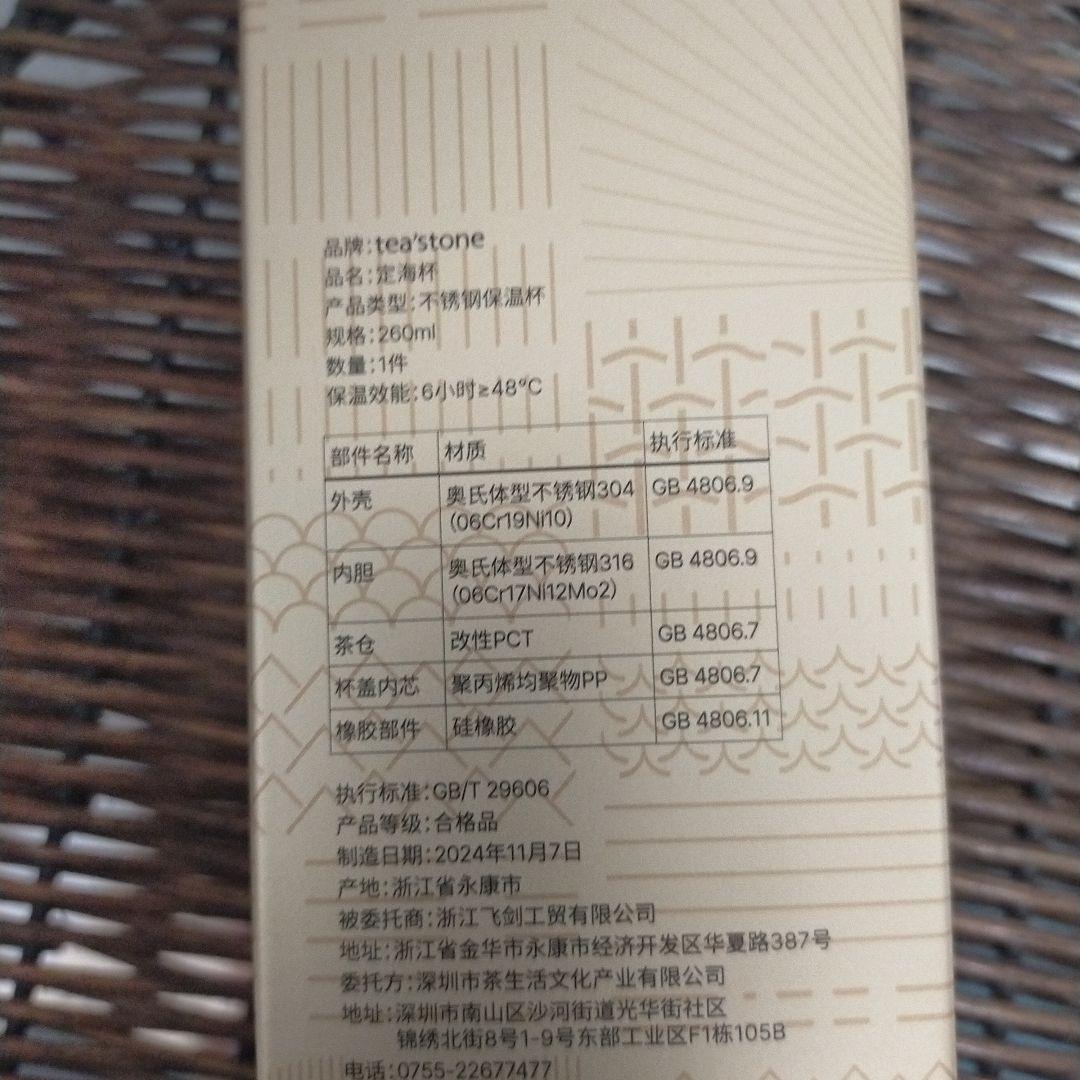 品牌:tea'stone
品名:定海杯
产品类型:不锈钢保温杯
规格:260ml
数量:1件
保温效能:6小时≥48℃
部件名称 材质 执行标准
外壳 奥氏体型不锈钢304 GB 4806.9
(06Cr19Ni10)
内胆 奥氏体型不锈钢316 GB 4806.9
(06Cr17Ni12Mo2)
茶仓 改性PCT GB 4806.7
杯盖内芯 聚丙烯均聚物PP GB 4806.7
橡胶部件 硅橡胶 GB 4806.11
执行标准:GB/T 29606
产品等级:合格品
制造日期:2024年11月7日
产地:浙江省永康市
被委托商:浙江飞剑工贸有限公司
地址:浙江省金华市永康市经济开发区华夏路387号
委托方:深圳市茶生活文化产业有限公司
地址:深圳市南山区沙河街道光华街社区
锦绣北街8号1-9号东部工业区F1栋105B
电话:0755-22677477